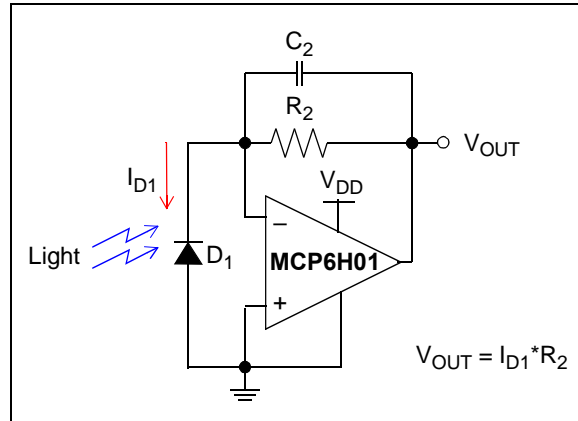 C2
R2
VOUT
ID1
VDD
–
Light
D1
MCP6H01
+
VOUT = ID1*R2